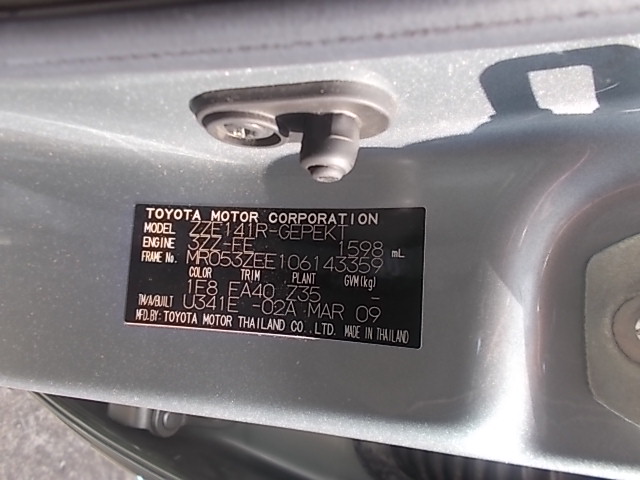 TOYOTA MOTOR CORPORATION
MODEL ZZE141R-GEPEKT
ENGINE 3ZZ-FE 1598 mL
FRAME No. MR053ZEE106143359
COLOR TRIM PLANT GVM(kg)
1F8 FA40 Z35 -
TM/A/BUILT U341E -02A MAR 09
MFD.BY:TOYOTA MOTOR THAILAND CO.,LTD. MADE IN THAILAND